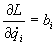 ∂L/∂q̇ᵢ = bᵢ